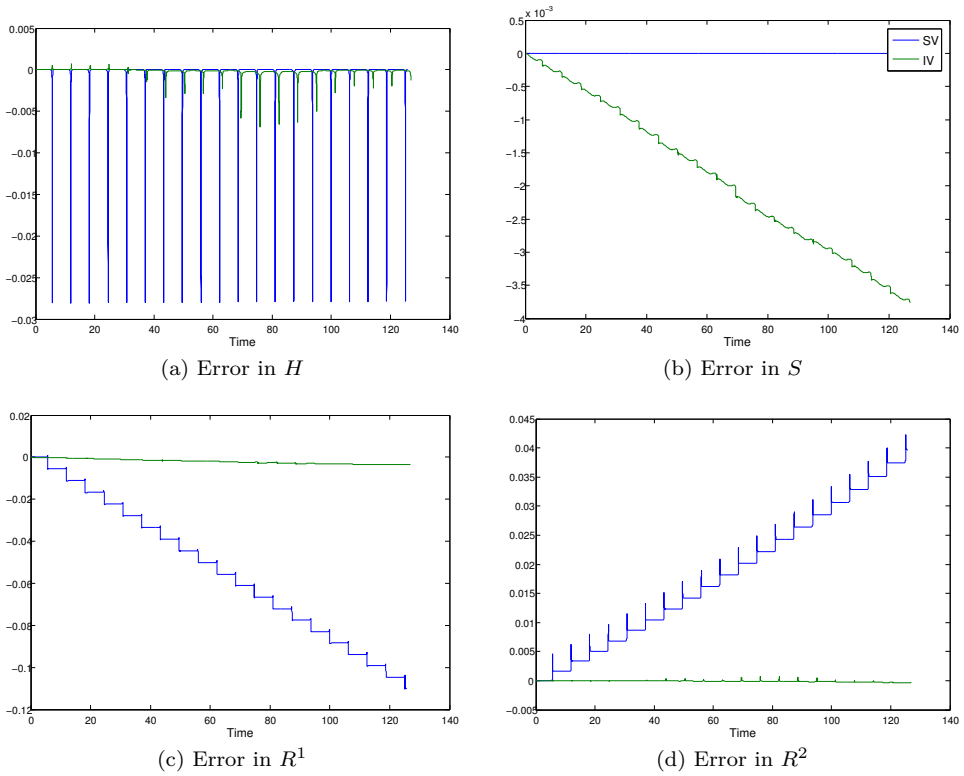 0.005
0
−0.005
−0.01
−0.015
−0.02
−0.025
−0.03
0 20 40 60 80 100 120 140
Time
(a) Error in H
x 10⁻³
0.5
0
−0.5
−1
−1.5
−2
−2.5
−3
−3.5
−4
0 20 40 60 80 100 120 140
Time
SV
IV
(b) Error in S
0.02
0
−0.02
−0.04
−0.06
−0.08
−0.1
−0.12
0 20 40 60 80 100 120 140
Time
(c) Error in R¹
0.045
0.04
0.035
0.03
0.025
0.02
0.015
0.01
0.005
0
−0.005
0 20 40 60 80 100 120 140
Time
(d) Error in R²